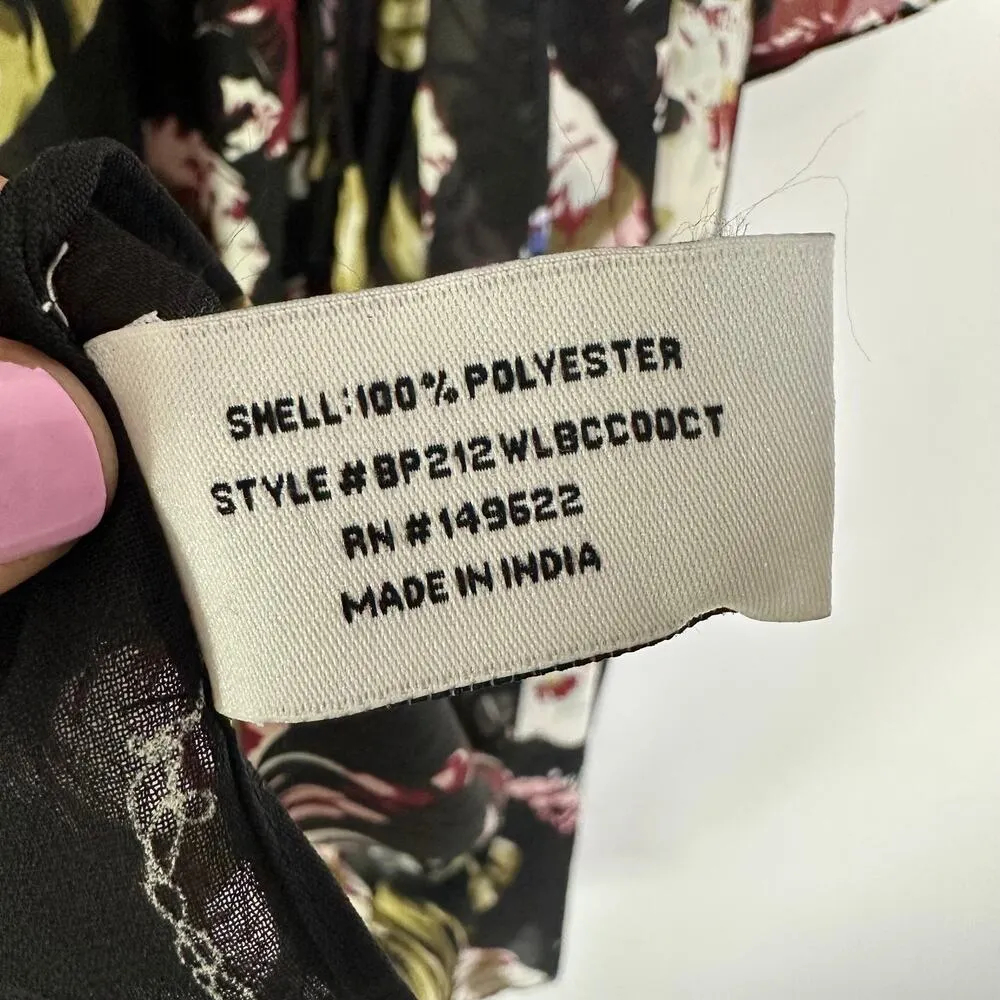 SHELL:100% POLYESTER
STYLE #BP212WLBCCOOCT
RN #149622
MADE IN INDIA